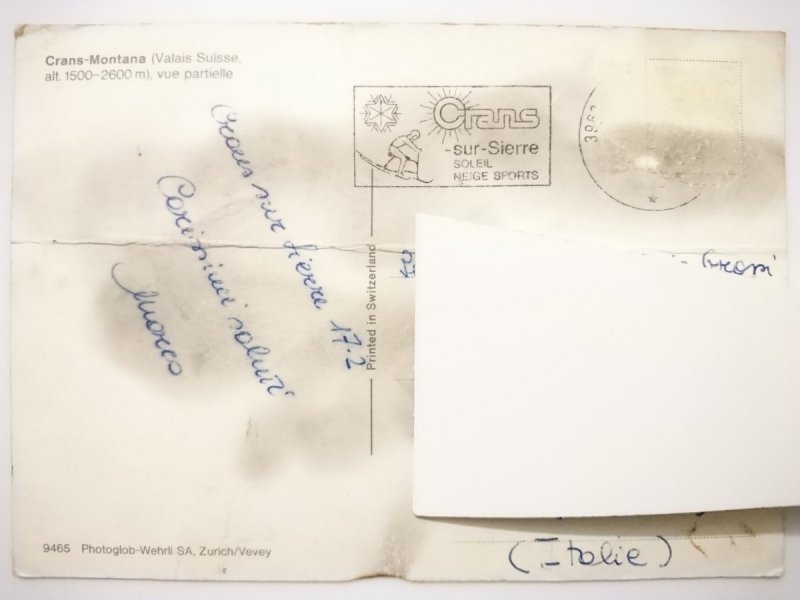 Crans-Montana (Valais Suisse,
alt. 1500–2600 m), vue partielle
Crans
-sur-Sierre
SOLEIL
NEIGE SPORTS
396
Crans sur Sierre 17.2
Carissimi saluti
Marco
Printed in Switzerland
(Italie)
9465 Photoglob-Wehrli SA, Zurich/Vevey